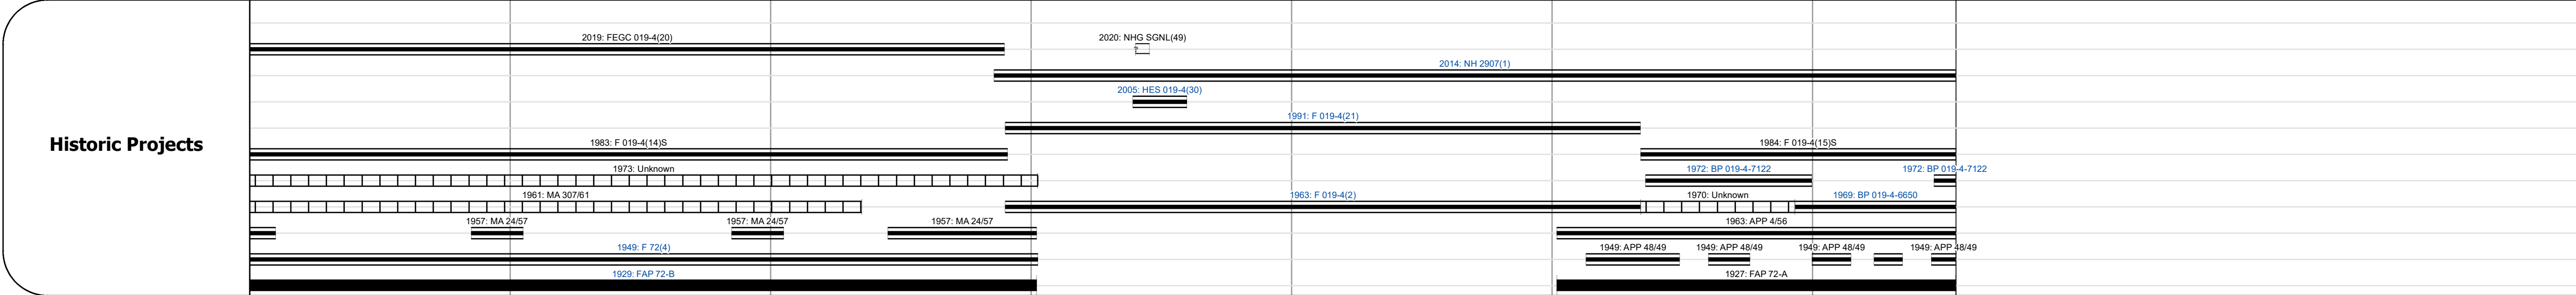 2019: FEGC 019-4(20)
2020: NHG SGNL(49)
?
2014: NH 2907(1)
2005: HES 019-4(30)
1991: F 019-4(21)
Historic Projects
1983: F 019-4(14)S
1984: F 019-4(15)S
1973: Unknown
1972: BP 019-4-7122
1972: BP 019-4-7122
1961: MA 307/61
1963: F 019-4(2)
1970: Unknown
1969: BP 019-4-6650
1957: MA 24/57
1957: MA 24/57
1957: MA 24/57
1963: APP 4/56
1949: F 72(4)
1949: APP 48/49
1949: APP 48/49
1949: APP 48/49
1949: APP 48/49
1929: FAP 72-B
1927: FAP 72-A